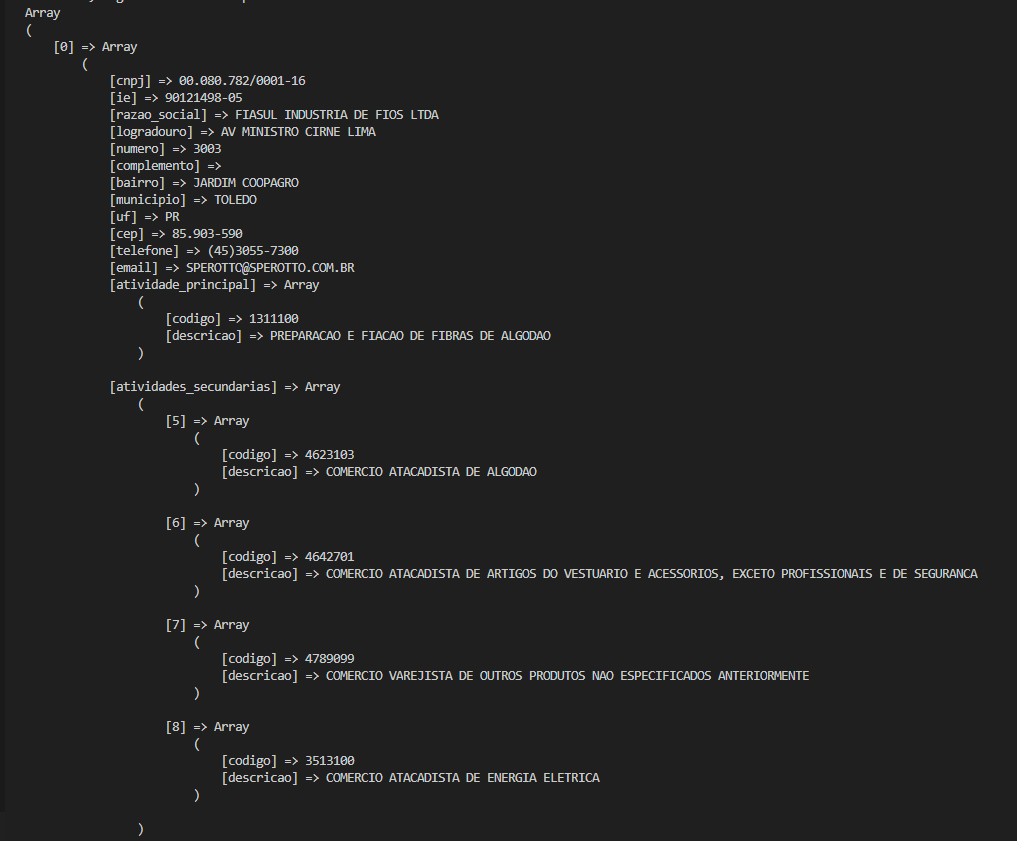 Array
(
[0] => Array
(
[cnpj] => 00.080.782/0001-16
[ie] => 90121498-05
[razao_social] => FIASUL INDUSTRIA DE FIOS LTDA
[logradouro] => AV MINISTRO CIRNE LIMA
[numero] => 3003
[complemento] =>
[bairro] => JARDIM COOPAGRO
[municipio] => TOLEDO
[uf] => PR
[cep] => 85.903-590
[telefone] => (45)3055-7300
[email] => SPEROTTO@SPEROTTO.COM.BR
[atividade_principal] => Array
(
[codigo] => 1311100
[descricao] => PREPARACAO E FIACAO DE FIBRAS DE ALGODAO
)
[atividades_secundarias] => Array
(
[5] => Array
(
[codigo] => 4623103
[descricao] => COMERCIO ATACADISTA DE ALGODAO
)
[6] => Array
(
[codigo] => 4642701
[descricao] => COMERCIO ATACADISTA DE ARTIGOS DO VESTUARIO E ACESSORIOS, EXCETO PROFISSIONAIS E DE SEGURANCA
)
[7] => Array
(
[codigo] => 4789099
[descricao] => COMERCIO VAREJISTA DE OUTROS PRODUTOS NAO ESPECIFICADOS ANTERIORMENTE
)
[8] => Array
(
[codigo] => 3513100
[descricao] => COMERCIO ATACADISTA DE ENERGIA ELETRICA
)
)